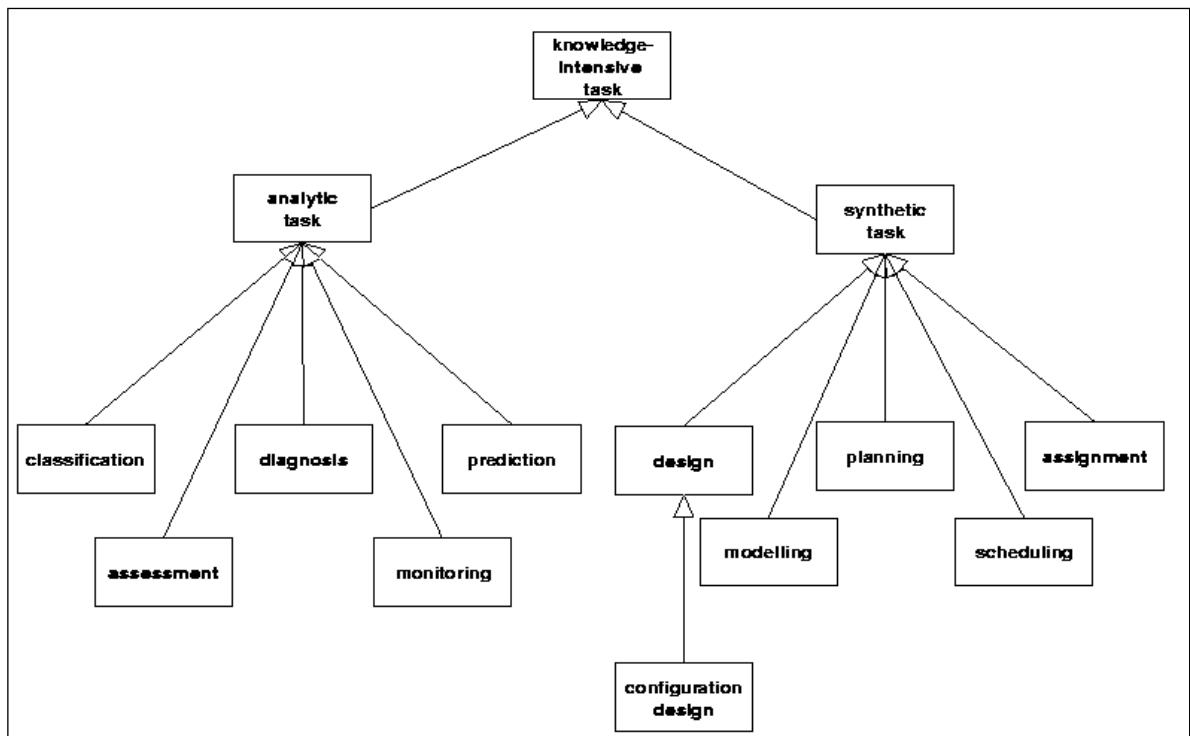 knowledge-
intensive
task
analytic
task
synthetic
task
classification
diagnosis
prediction
design
planning
assignment
assessment
monitoring
modelling
scheduling
configuration
design